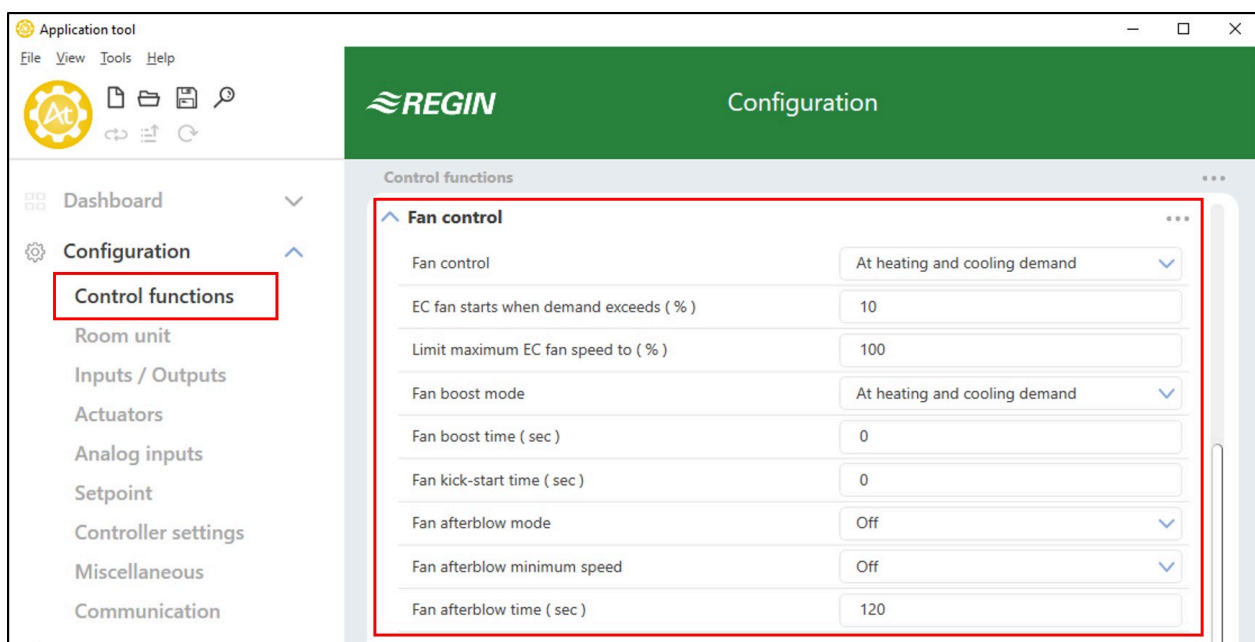 Application tool
File View Tools Help
At
REGIN
Configuration
Dashboard
Configuration
Control functions
Room unit
Inputs / Outputs
Actuators
Analog inputs
Setpoint
Controller settings
Miscellaneous
Communication
Control functions
Fan control
Fan control At heating and cooling demand
EC fan starts when demand exceeds ( % ) 10
Limit maximum EC fan speed to ( % ) 100
Fan boost mode At heating and cooling demand
Fan boost time ( sec ) 0
Fan kick-start time ( sec ) 0
Fan afterblow mode Off
Fan afterblow minimum speed Off
Fan afterblow time ( sec ) 120